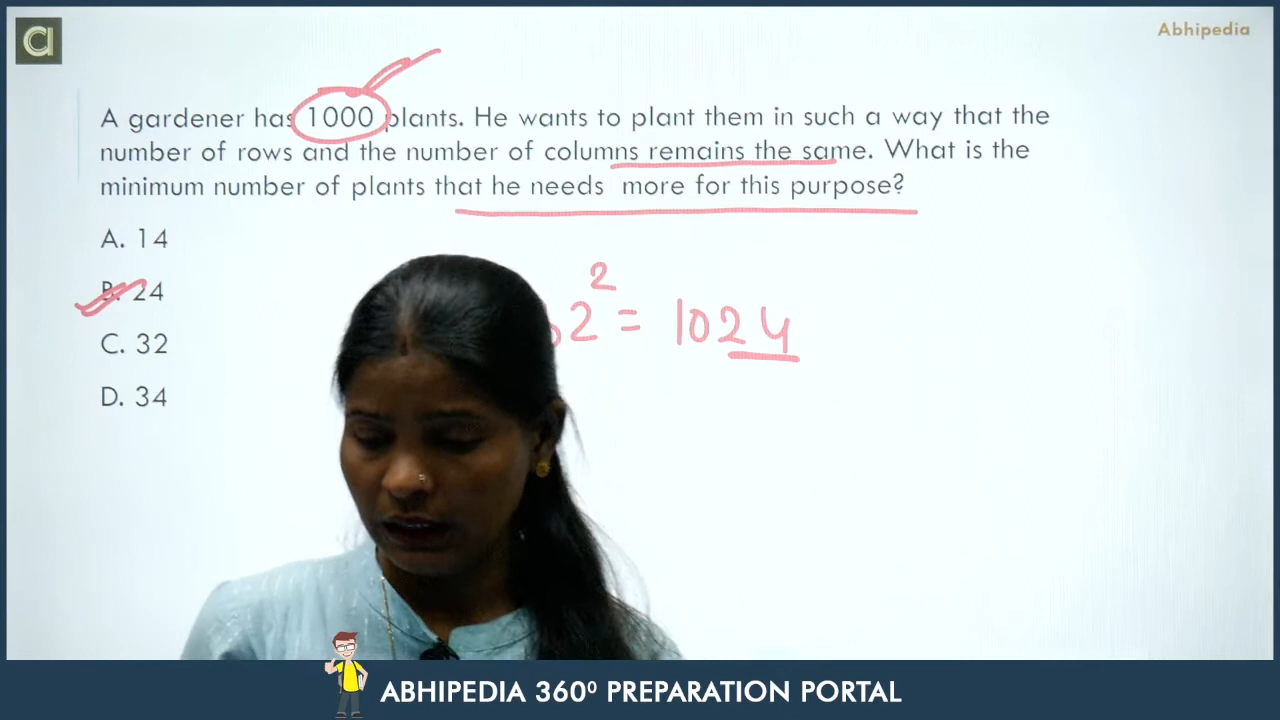 Abhipedia
A gardener has 1000 plants. He wants to plant them in such a way that the
number of rows and the number of columns remains the same. What is the
minimum number of plants that he needs more for this purpose?
A. 14
B. 24
C. 32
D. 34
2² = 1024
ABHIPEDIA 360⁰ PREPARATION PORTAL